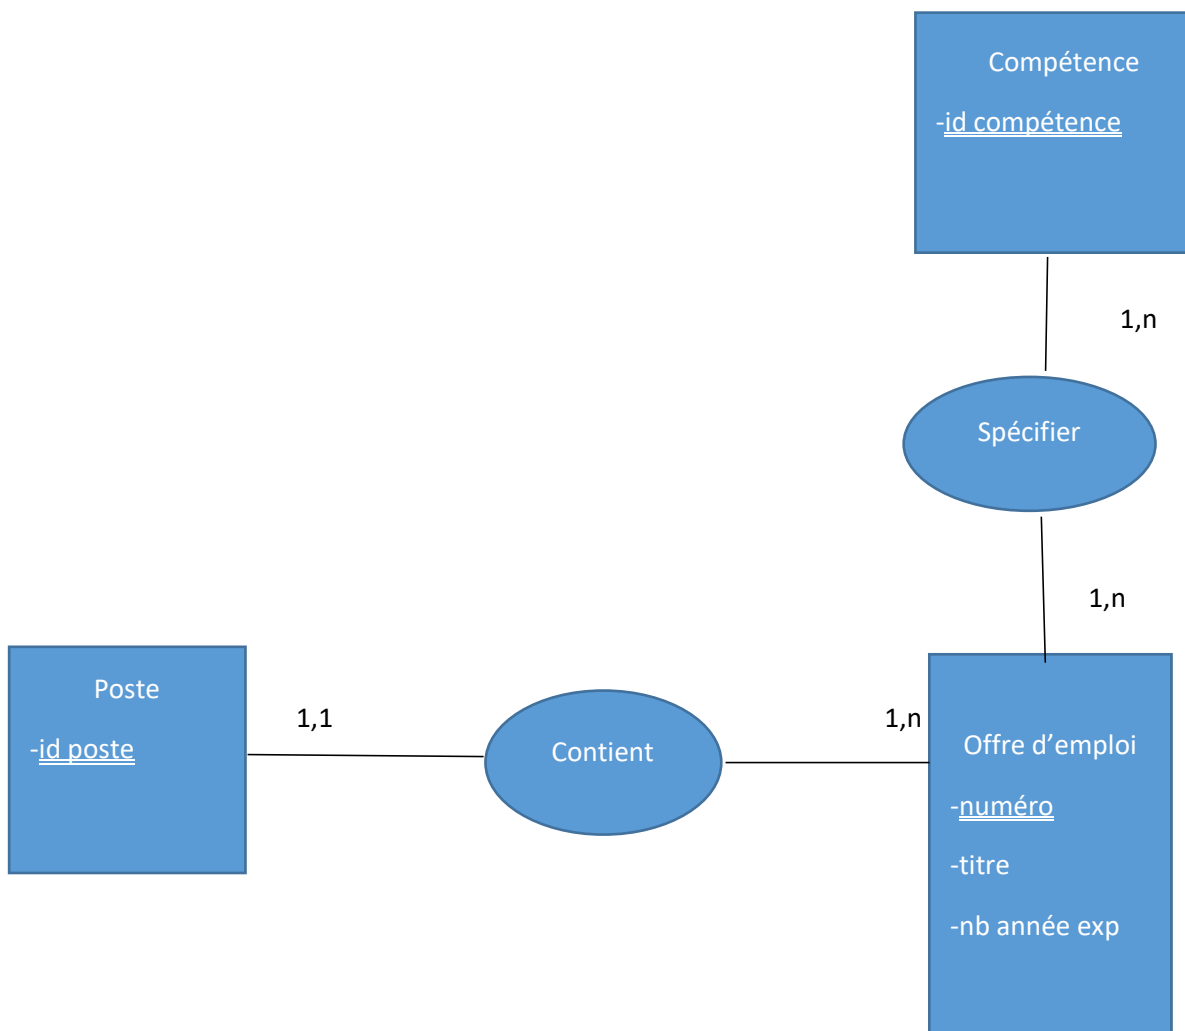 Compétence
-id compétence
1,n
Spécifier
1,n
Poste
-id poste
1,1
Contient
1,n
Offre d’emploi
-numéro
-titre
-nb année exp